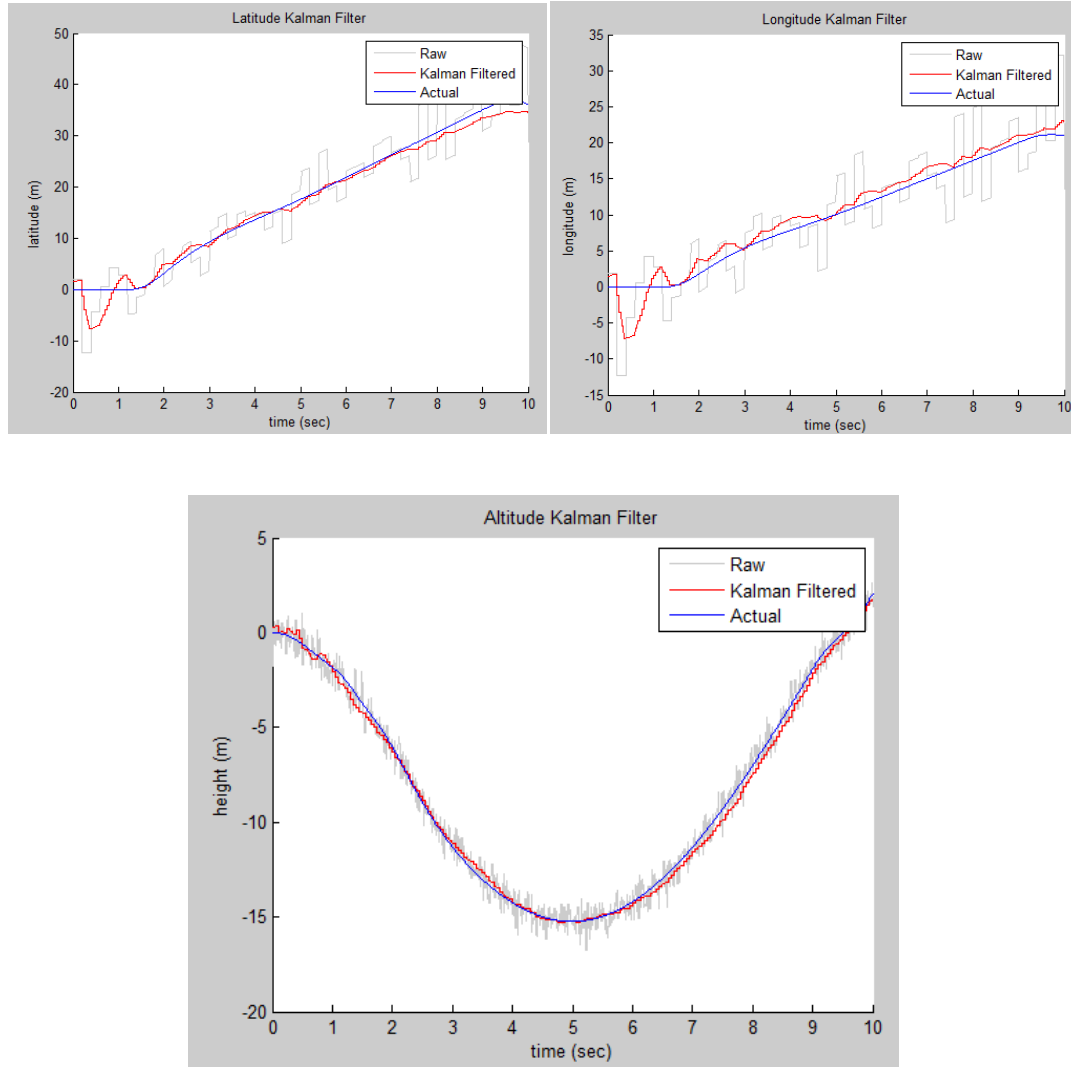 Latitude Kalman Filter
50
40
30
20
10
0
-10
-20
latitude (m)
Raw
Kalman Filtered
Actual
0 1 2 3 4 5 6 7 8 9 10
time (sec)
Longitude Kalman Filter
35
30
25
20
15
10
5
0
-5
-10
-15
longitude (m)
Raw
Kalman Filtered
Actual
0 1 2 3 4 5 6 7 8 9 10
time (sec)
Altitude Kalman Filter
5
0
-5
-10
-15
-20
height (m)
Raw
Kalman Filtered
Actual
0 1 2 3 4 5 6 7 8 9 10
time (sec)